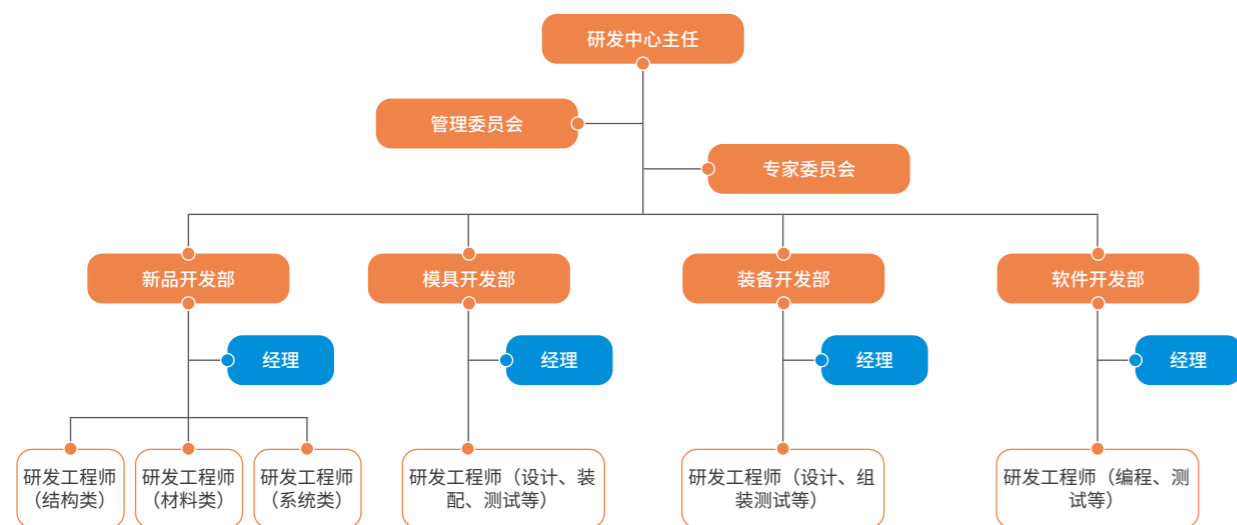 研发中心主任
管理委员会
专家委员会
新品开发部
模具开发部
装备开发部
软件开发部
经理
经理
经理
经理
研发工程师
（结构类）
研发工程师
（材料类）
研发工程师
（系统类）
研发工程师（设计、装
配、测试等）
研发工程师（设计、组
装测试等）
研发工程师（编程、测
试等）